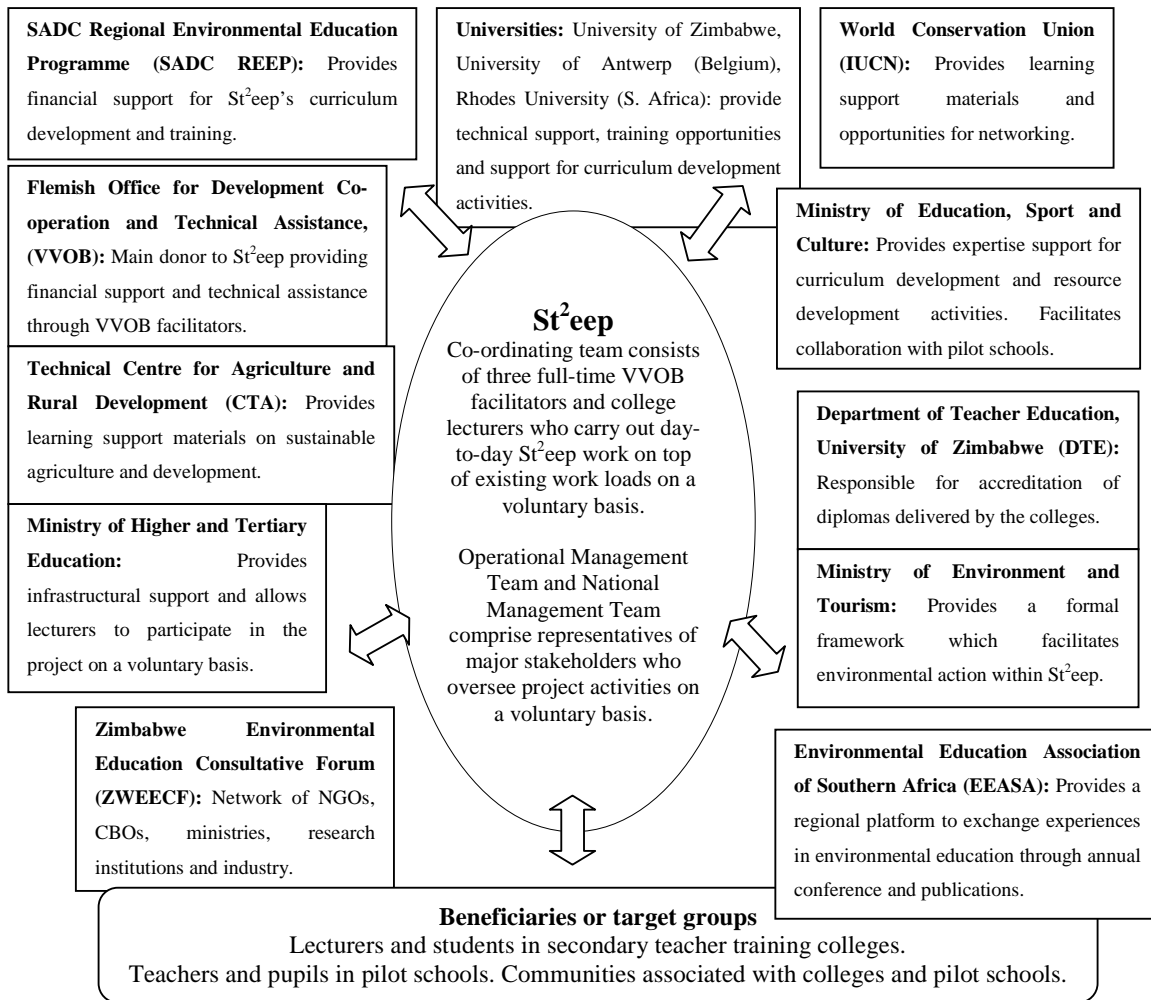 SADC Regional Environmental Education
Programme (SADC REEP): Provides
financial support for St²eep's curriculum
development and training.
Universities: University of Zimbabwe,
University of Antwerp (Belgium),
Rhodes University (S. Africa): provide
technical support, training opportunities
and support for curriculum development
activities.
World Conservation Union
(IUCN): Provides learning
support materials and
opportunities for networking.
Flemish Office for Development Co-
operation and Technical Assistance,
(VVOB): Main donor to St²eep providing
financial support and technical assistance
through VVOB facilitators.
Ministry of Education, Sport and
Culture: Provides expertise support for
curriculum development and resource
development activities. Facilitates
collaboration with pilot schools.
St²eep
Co-ordinating team consists
of three full-time VVOB
facilitators and college
lecturers who carry out day-
to-day St²eep work on top
of existing work loads on a
voluntary basis.
Operational Management
Team and National
Management Team
comprise representatives of
major stakeholders who
oversee project activities on
a voluntary basis.
Technical Centre for Agriculture and
Rural Development (CTA): Provides
learning support materials on sustainable
agriculture and development.
Department of Teacher Education,
University of Zimbabwe (DTE):
Responsible for accreditation of
diplomas delivered by the colleges.
Ministry of Higher and Tertiary
Education: Provides
infrastructural support and allows
lecturers to participate in the
project on a voluntary basis.
Ministry of Environment and
Tourism: Provides a formal
framework which facilitates
environmental action within St²eep.
Zimbabwe Environmental
Education Consultative Forum
(ZWEECF): Network of NGOs,
CBOs, ministries, research
institutions and industry.
Environmental Education Association
of Southern Africa (EEASA): Provides a
regional platform to exchange experiences
in environmental education through annual
conference and publications.
Beneficiaries or target groups
Lecturers and students in secondary teacher training colleges.
Teachers and pupils in pilot schools. Communities associated with colleges and pilot schools.